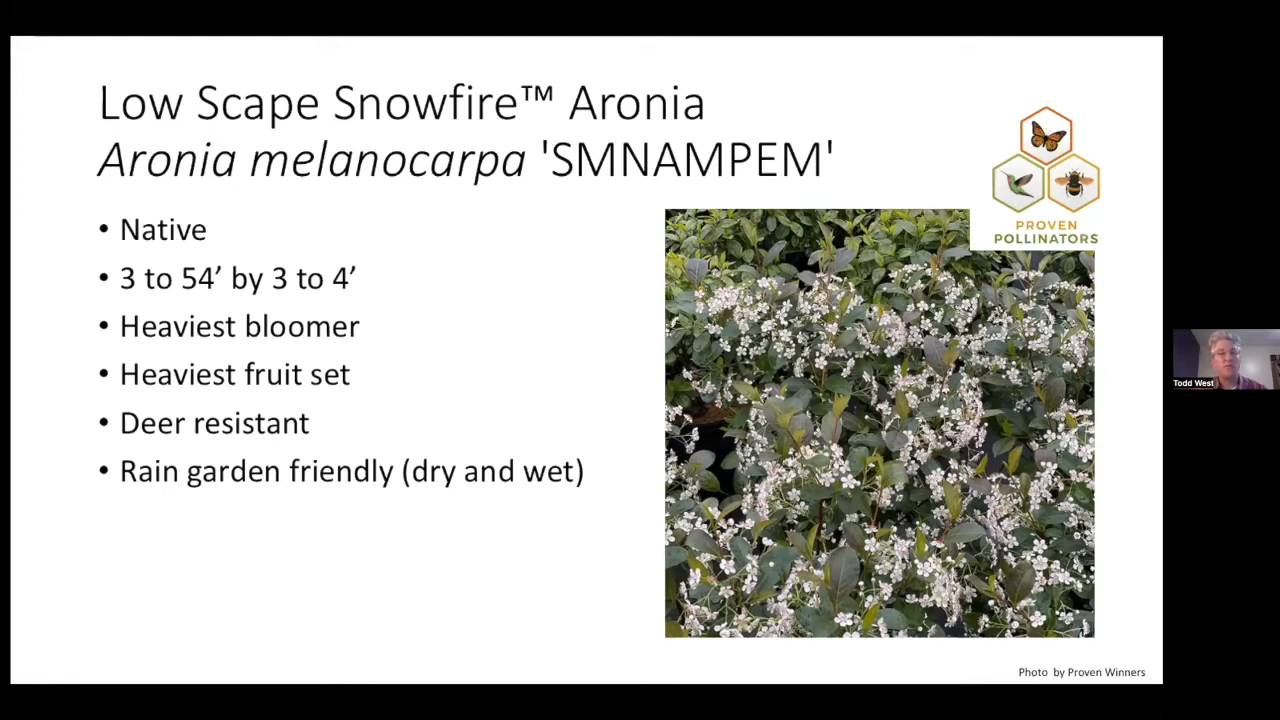 Low Scape Snowfire™ Aronia
Aronia melanocarpa 'SMNAMPEM'
• Native
• 3 to 54’ by 3 to 4’
• Heaviest bloomer
• Heaviest fruit set
• Deer resistant
• Rain garden friendly (dry and wet)
PROVEN
POLLINATORS
Todd West
Photo by Proven Winners